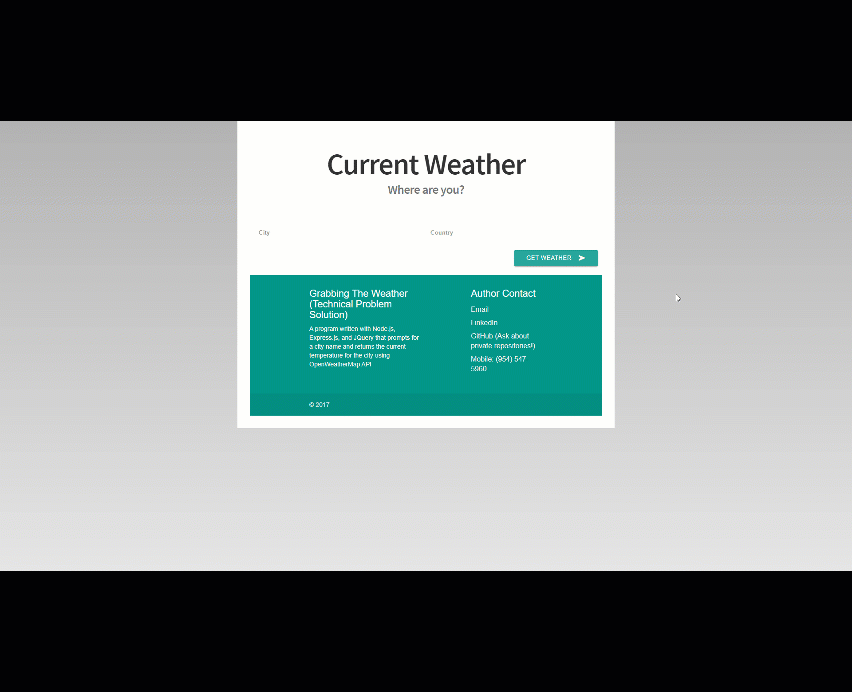 Current Weather
Where are you?
City
Country
GET WEATHER
Grabbing The Weather
(Technical Problem
Solution)
A program written with Node.js,
Express.js, and JQuery that prompts for
a city name and returns the current
temperature for the city using
OpenWeatherMap API
Author Contact
Email
LinkedIn
GitHub (Ask about
private repositories!)
Mobile: (954) 547
5960
© 2017